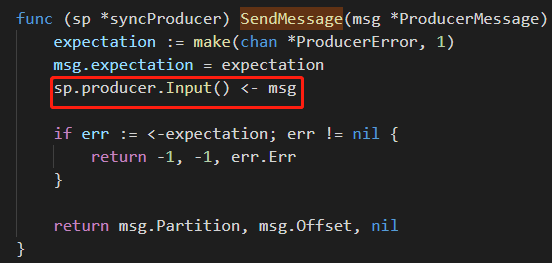 func (sp *syncProducer) SendMessage(msg *ProducerMessage)
    expectation := make(chan *ProducerError, 1)
    msg.expectation = expectation
    sp.producer.Input() <- msg

    if err := <-expectation; err != nil {
        return -1, -1, err.Err
    }

    return msg.Partition, msg.Offset, nil
}